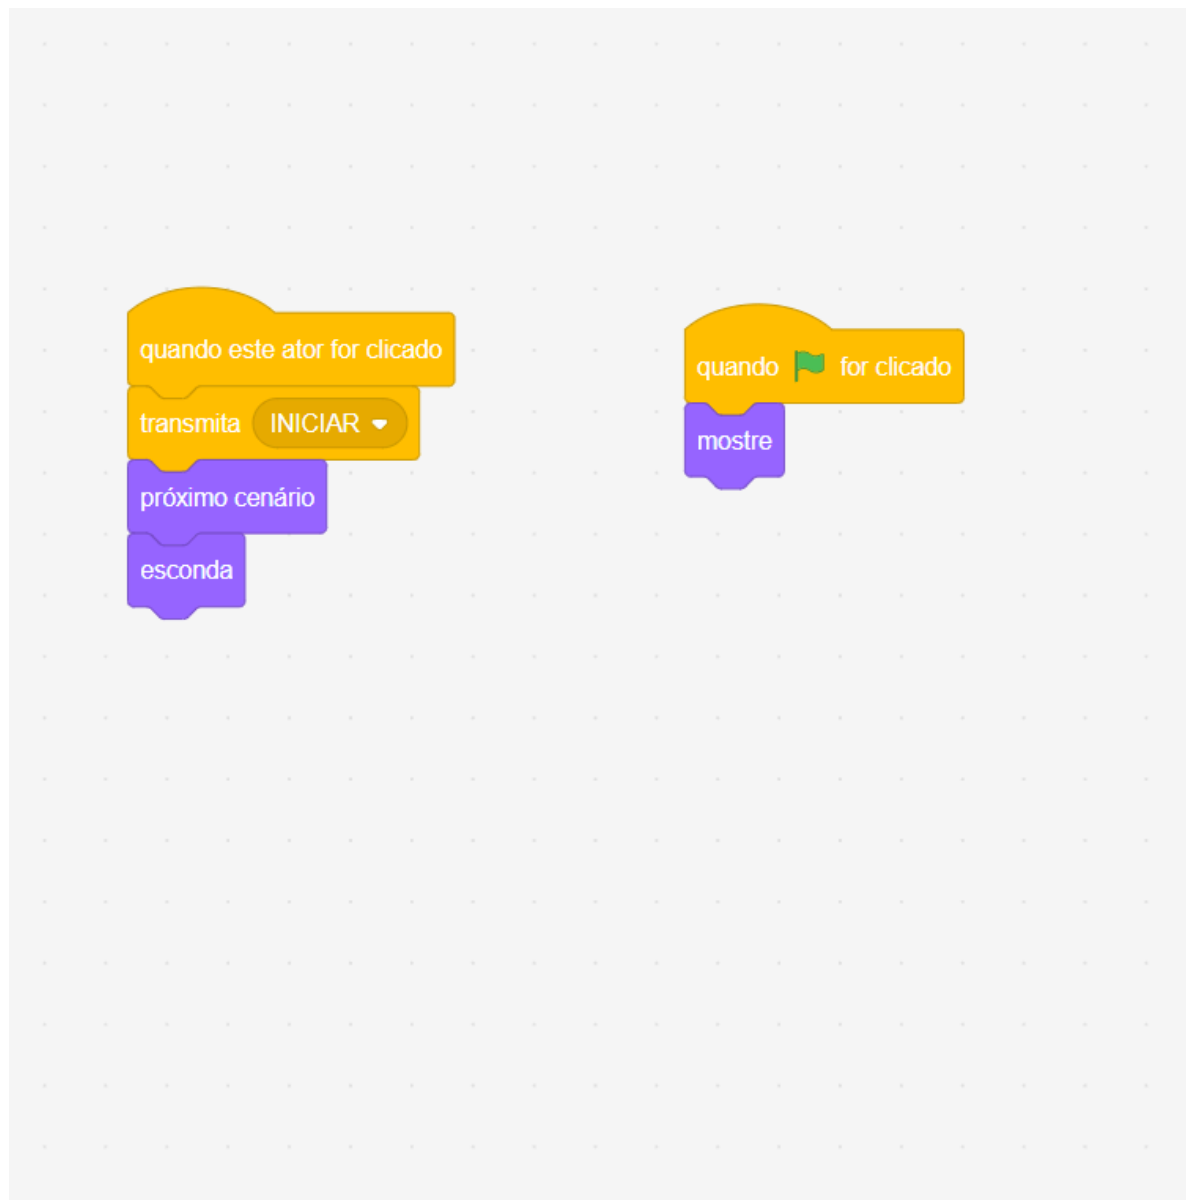 quando este ator for clicado
transmita INICIAR
próximo cenário
esconda
quando for clicado
mostre